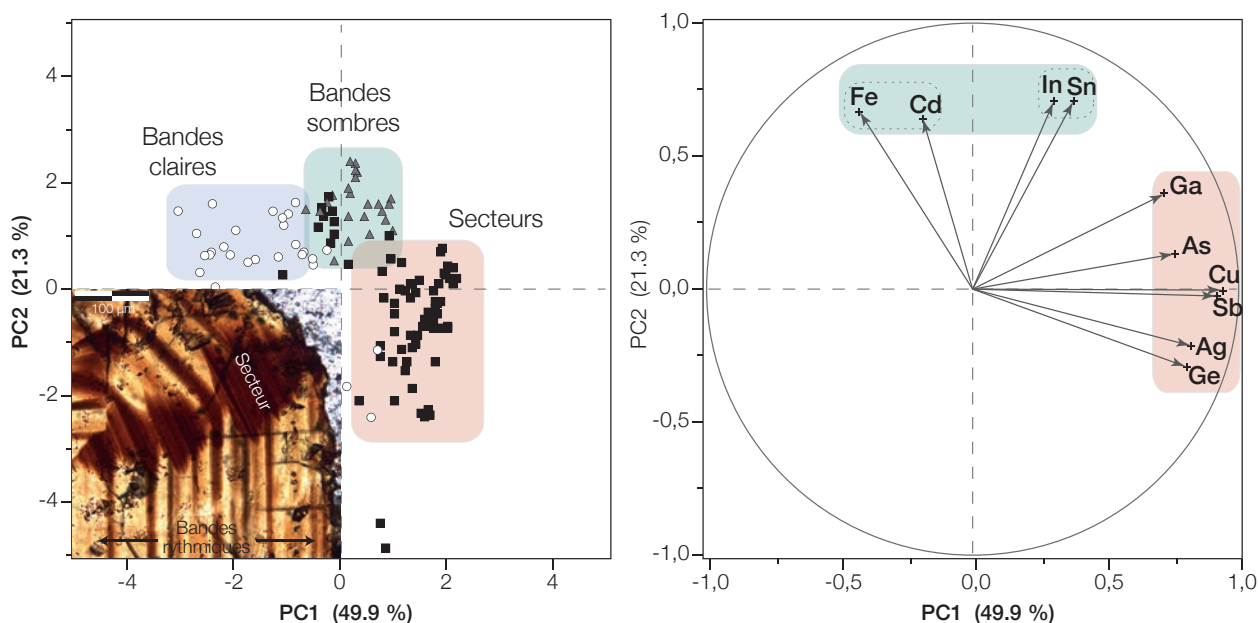 4
2
0
-2
-4
PC2 (21.3 %)
Bandes
claires
Bandes
sombres
Secteurs
100 µm
Secteur
Bandes
rythmiques
-4
-2
0
2
4
PC1 (49.9 %)
1,0
0,5
0,0
-0,5
-1,0
PC2 (21.3 %)
Fe
Cd
In
Sn
Ga
As
Cu
Sb
Ag
Ge
-1,0
-0,5
0,0
0,5
1,0
PC1 (49.9 %)